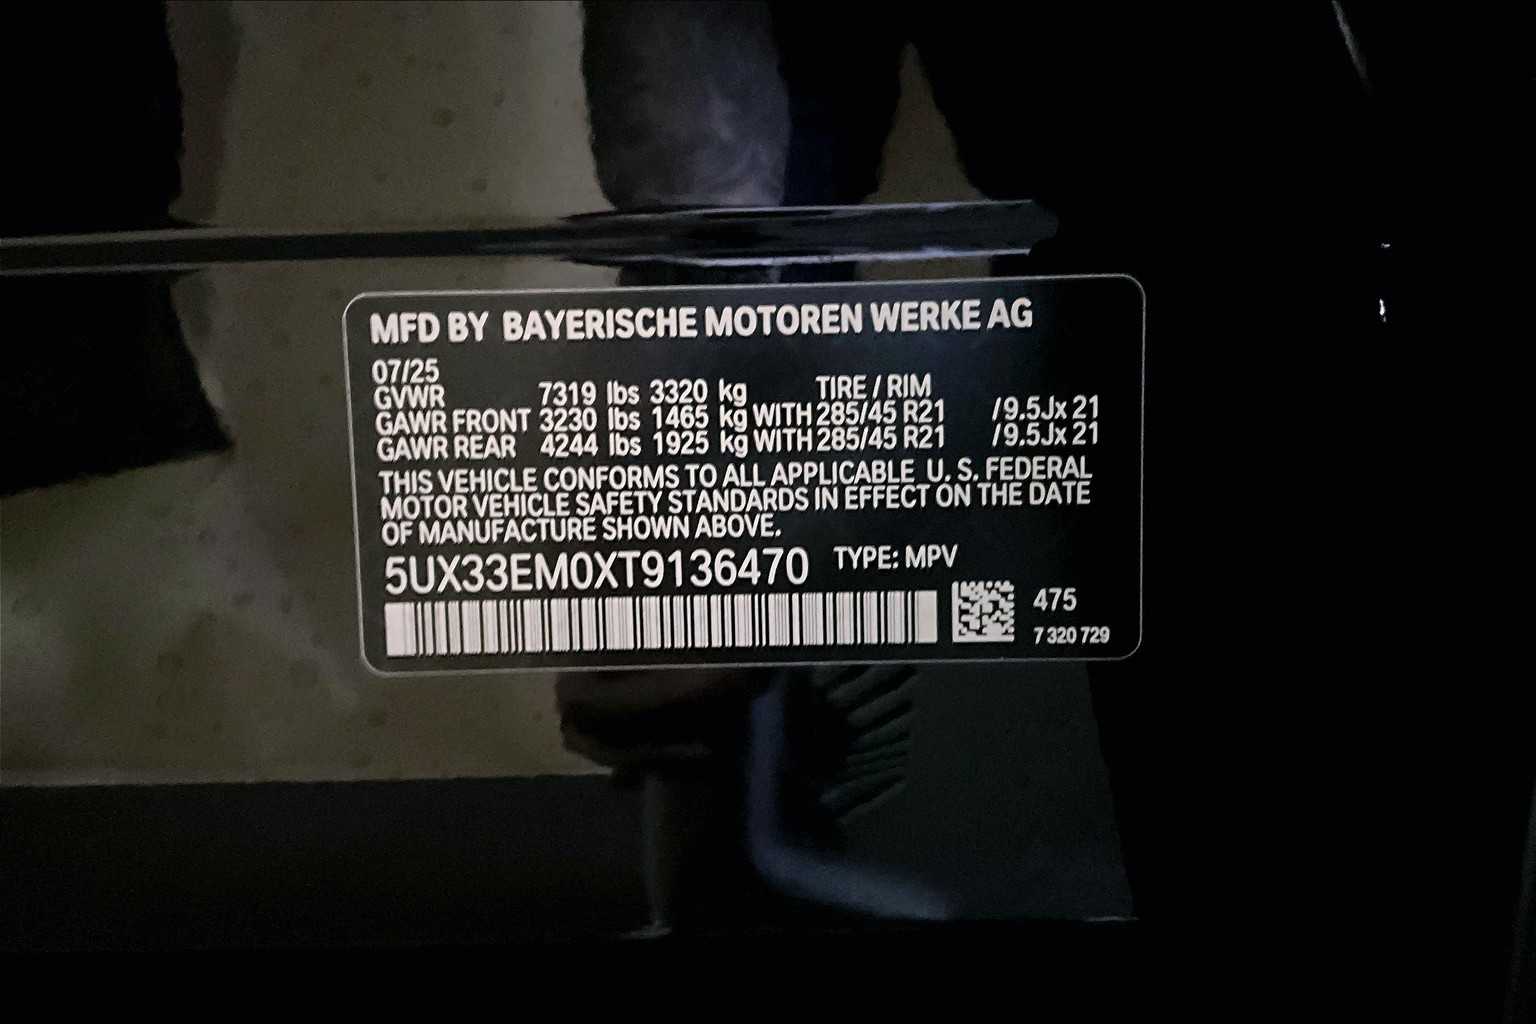 MFD BY BAYERISCHE MOTOREN WERKE AG
07/25
GVWR 7319 lbs 3320 kg TIRE / RIM
GAWR FRONT 3230 lbs 1465 kg WITH 285/45 R21 /9.5Jx 21
GAWR REAR 4244 lbs 1925 kg WITH 285/45 R21 /9.5Jx 21
THIS VEHICLE CONFORMS TO ALL APPLICABLE U. S. FEDERAL
MOTOR VEHICLE SAFETY STANDARDS IN EFFECT ON THE DATE
OF MANUFACTURE SHOWN ABOVE.
5UX33EM0XT9136470 TYPE: MPV
475
7 320 729